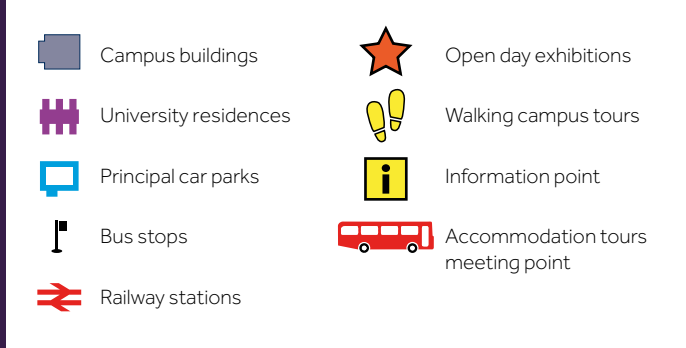 Campus buildings
University residences
Principal car parks
Bus stops
Railway stations
Open day exhibitions
Walking campus tours
i
Information point
Accommodation tours
meeting point